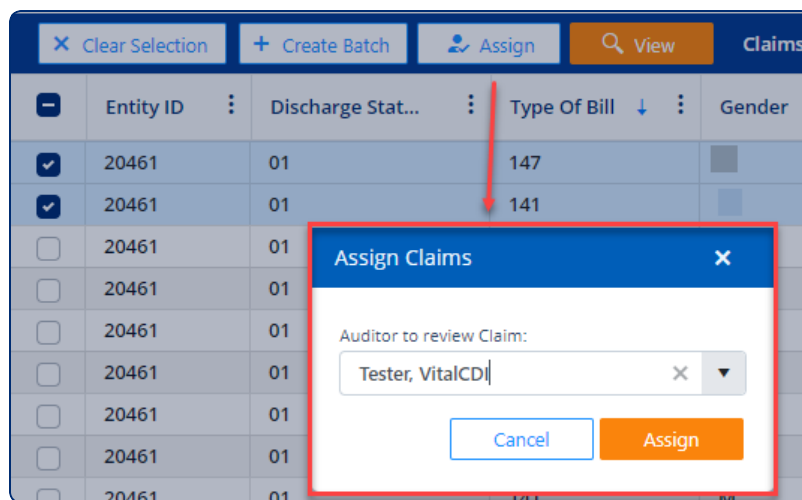 Clear Selection + Create Batch Assign View Claims
Entity ID Discharge Stat... Type Of Bill ↓ Gender
20461 01 147
20461 01 141
20461 01
Assign Claims
20461 01
20461 01
Auditor to review Claim:
20461 01
Tester, VitalCDI
20461 01
20461 01
Cancel Assign
20461 01